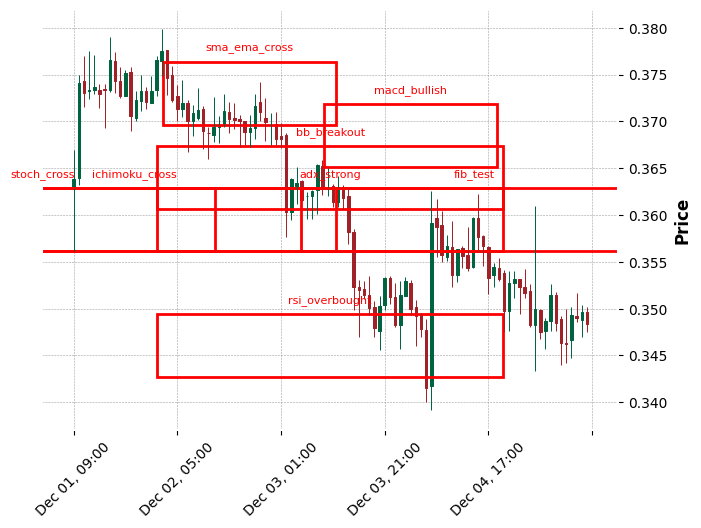 sma_ema_cross
macd_bullish
bb_breakout
stoch_cross
ichimoku_cross
adx_strong
fib_test
rsi_overbought
0.380
0.375
0.370
0.365
0.360
0.355
0.350
0.345
0.340
Price
Dec 01, 09:00
Dec 02, 05:00
Dec 03, 01:00
Dec 03, 21:00
Dec 04, 17:00